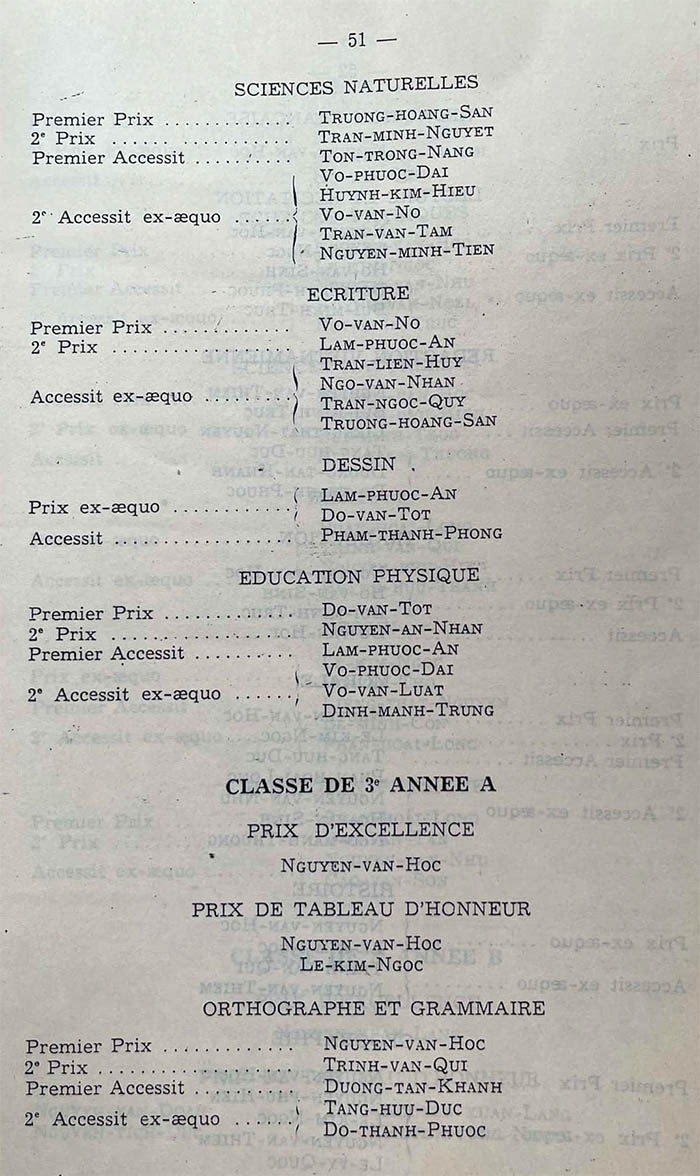 — 51 —
SCIENCES NATURELLES
Premier Prix ............. TRUONG-HOANG-SAN
2e Prix .................. TRAN-MINH-NGUYET
Premier Accessit ......... TON-TRONG-NANG
VO-PHUOC-DAI
HUYNH-KIM-HIEU
2e Accessit ex-æquo ...... VO-VAN-NO
TRAN-VAN-TAM
NGUYEN-MINH-TIEN
ECRITURE
Premier Prix ............. VO-VAN-NO
2e Prix .................. LAM-PHUOC-AN
TRAN-LIEN-HUY
NGO-VAN-NHAN
Accessit ex-æquo ......... TRAN-NGOC-QUY
TRUONG-HOANG-SAN
DESSIN
LAM-PHUOC-AN
Prix ex-æquo ............. DO-VAN-TOT
Accessit ................. PHAM-THANH-PHONG
EDUCATION PHYSIQUE
Premier Prix ............. DO-VAN-TOT
2e Prix .................. NGUYEN-AN-NHAN
Premier Accessit ......... LAM-PHUOC-AN
VO-PHUOC-DAI
2e Accessit ex-æquo ...... VO-VAN-LUAT
DINH-MANH-TRUNG
CLASSE DE 3e ANNEE A
PRIX D'EXCELLENCE
NGUYEN-VAN-HOC
PRIX DE TABLEAU D'HONNEUR
NGUYEN-VAN-HOC
LE-KIM-NGOC
ORTHOGRAPHE ET GRAMMAIRE
Premier Prix ............. NGUYEN-VAN-HOC
2e Prix .................. TRINH-VAN-QUI
Premier Accessit ......... DUONG-TAN-KHANH
2e Accessit ex-æquo ...... TANG-HUU-DUC
DO-THANH-PHUOC